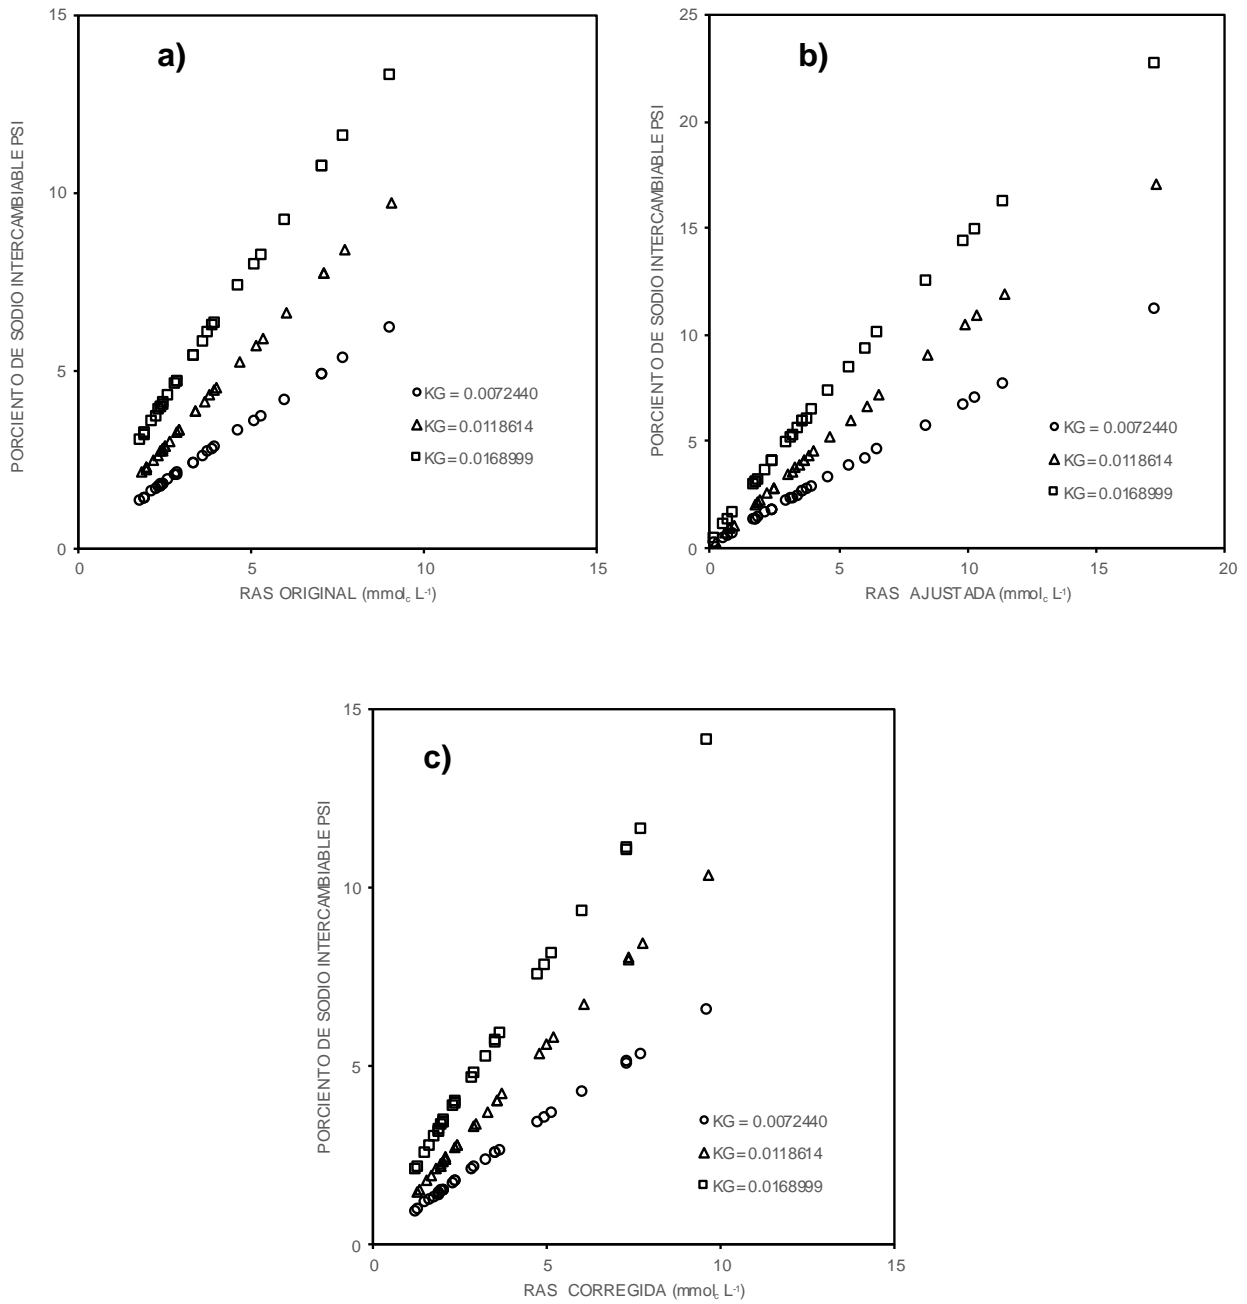 a)
PORCIENTO DE SODIO INTERCAMBIABLE PSI
15
10
5
0
0
5
10
15
KG = 0.0072440
KG = 0.0118614
KG = 0.0168999
RAS ORIGINAL (mmolc L-1)
b)
PORCIENTO DE SODIO INTERCAMBIABLE PSI
25
20
15
10
5
0
0
5
10
15
20
KG = 0.0072440
KG = 0.0118614
KG = 0.0168999
RAS AJUSTADA (mmolc L-1)
c)
PORCIENTO DE SODIO INTERCAMBIABLE PSI
15
10
5
0
0
5
10
15
KG = 0.0072440
KG = 0.0118614
KG = 0.0168999
RAS CORREGIDA (mmolc L-1)